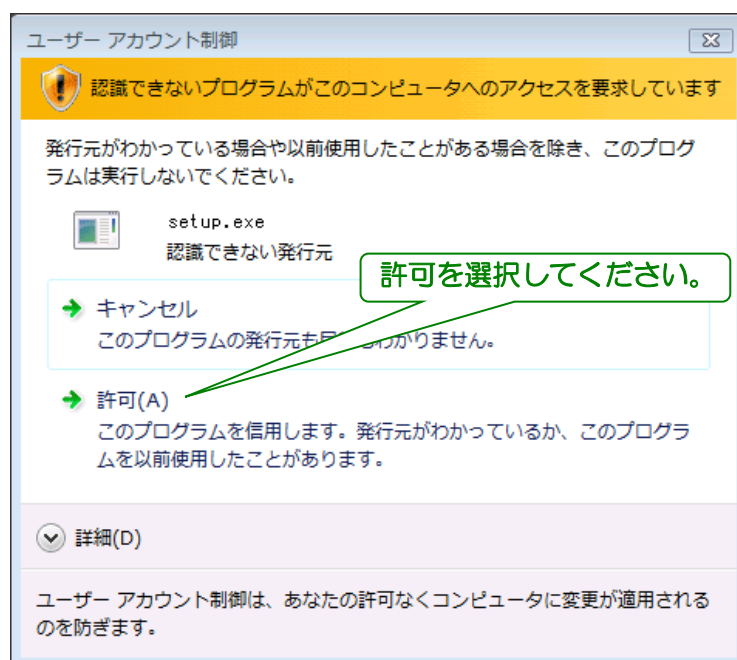 ユーザー アカウント制御
認識できないプログラムがこのコンピュータへのアクセスを要求しています
発行元がわかっている場合や以前使用したことがある場合を除き、このプログ
ラムは実行しないでください。
setup.exe
認識できない発行元
許可を選択してください。
キャンセル
このプログラムの発行元も わかりません。
許可(A)
このプログラムを信用します。発行元がわかっているか、このプログラ
ムを以前使用したことがあります。
詳細(D)
ユーザー アカウント制御は、あなたの許可なくコンピュータに変更が適用される
のを防ぎます。